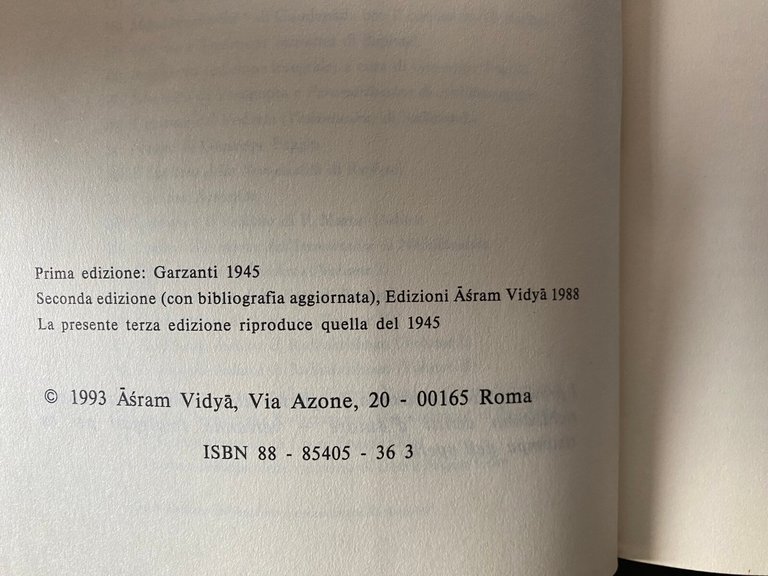 Prima edizione: Garzanti 1945
Seconda edizione (con bibliografia aggiornata), Edizioni Āśram Vidyā 1988
La presente terza edizione riproduce quella del 1945
© 1993 Āśram Vidyā, Via Azone, 20 - 00165 Roma
ISBN 88 - 85405 - 36 3